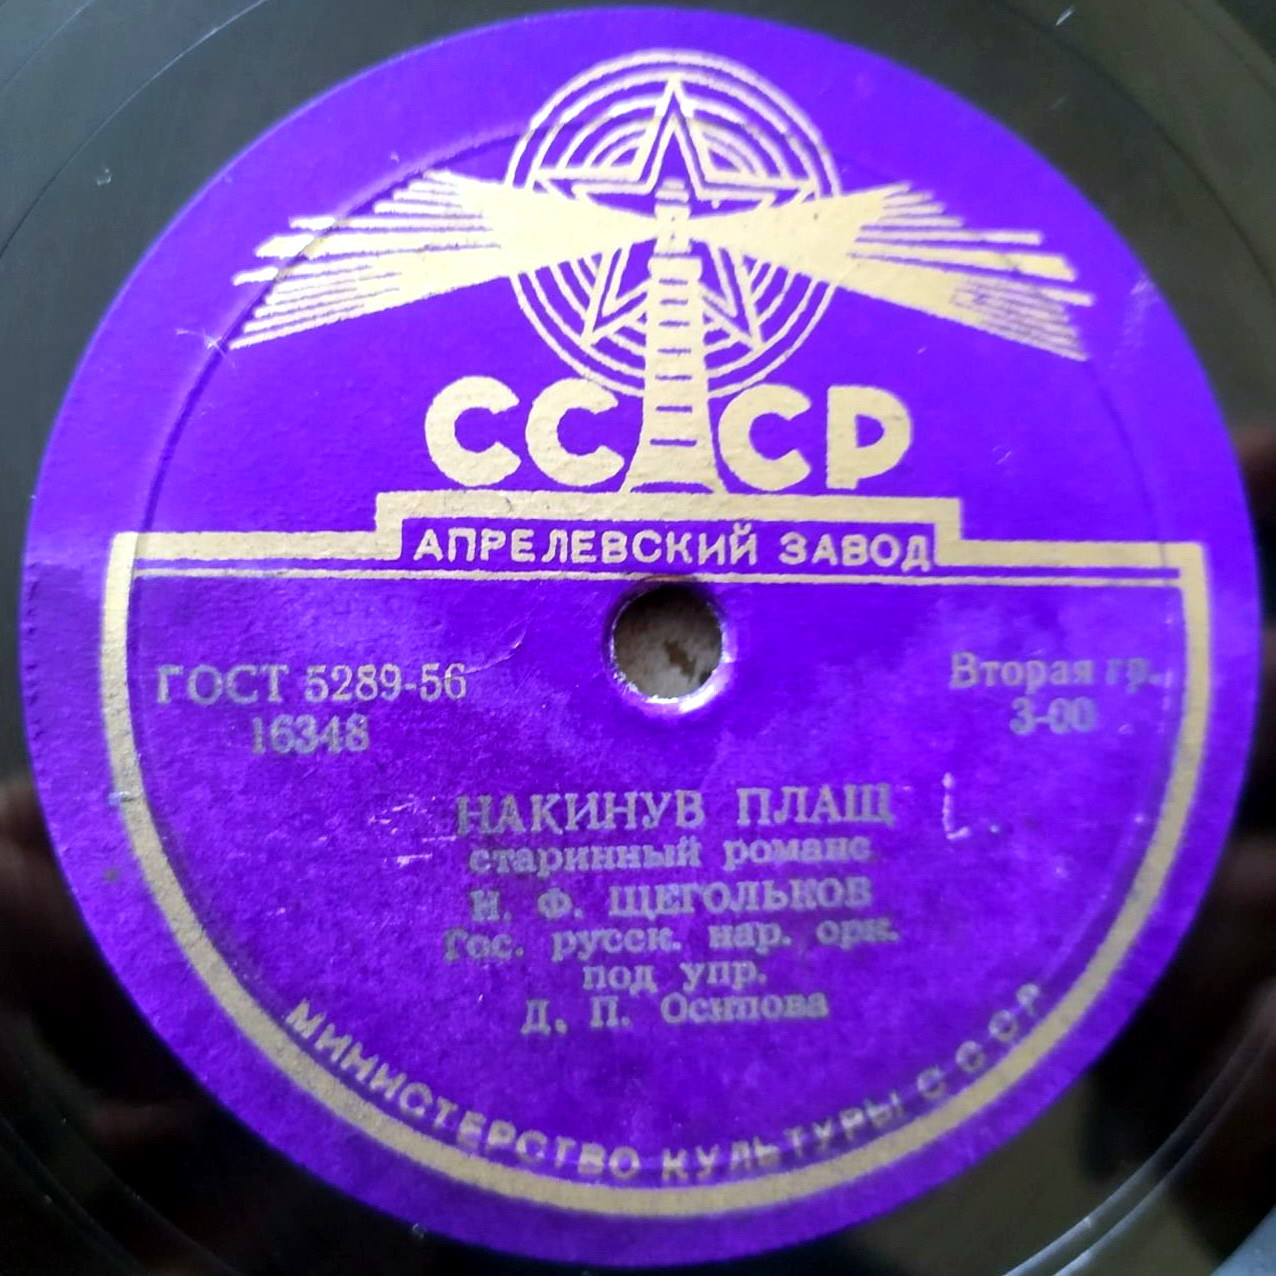 СССР
АПРЕЛЕВСКИЙ ЗАВОД
ГОСТ 5289-56
16348
Вторая гр.
3-00
НАКИНУВ ПЛАЩ
старинный романс
Н. Ф. ЩЕГОЛЬКОВ
Гос. русск. нар. орк.
под упр.
Д. П. Осипова
МИНИСТЕРСТВО КУЛЬТУРЫ СССР